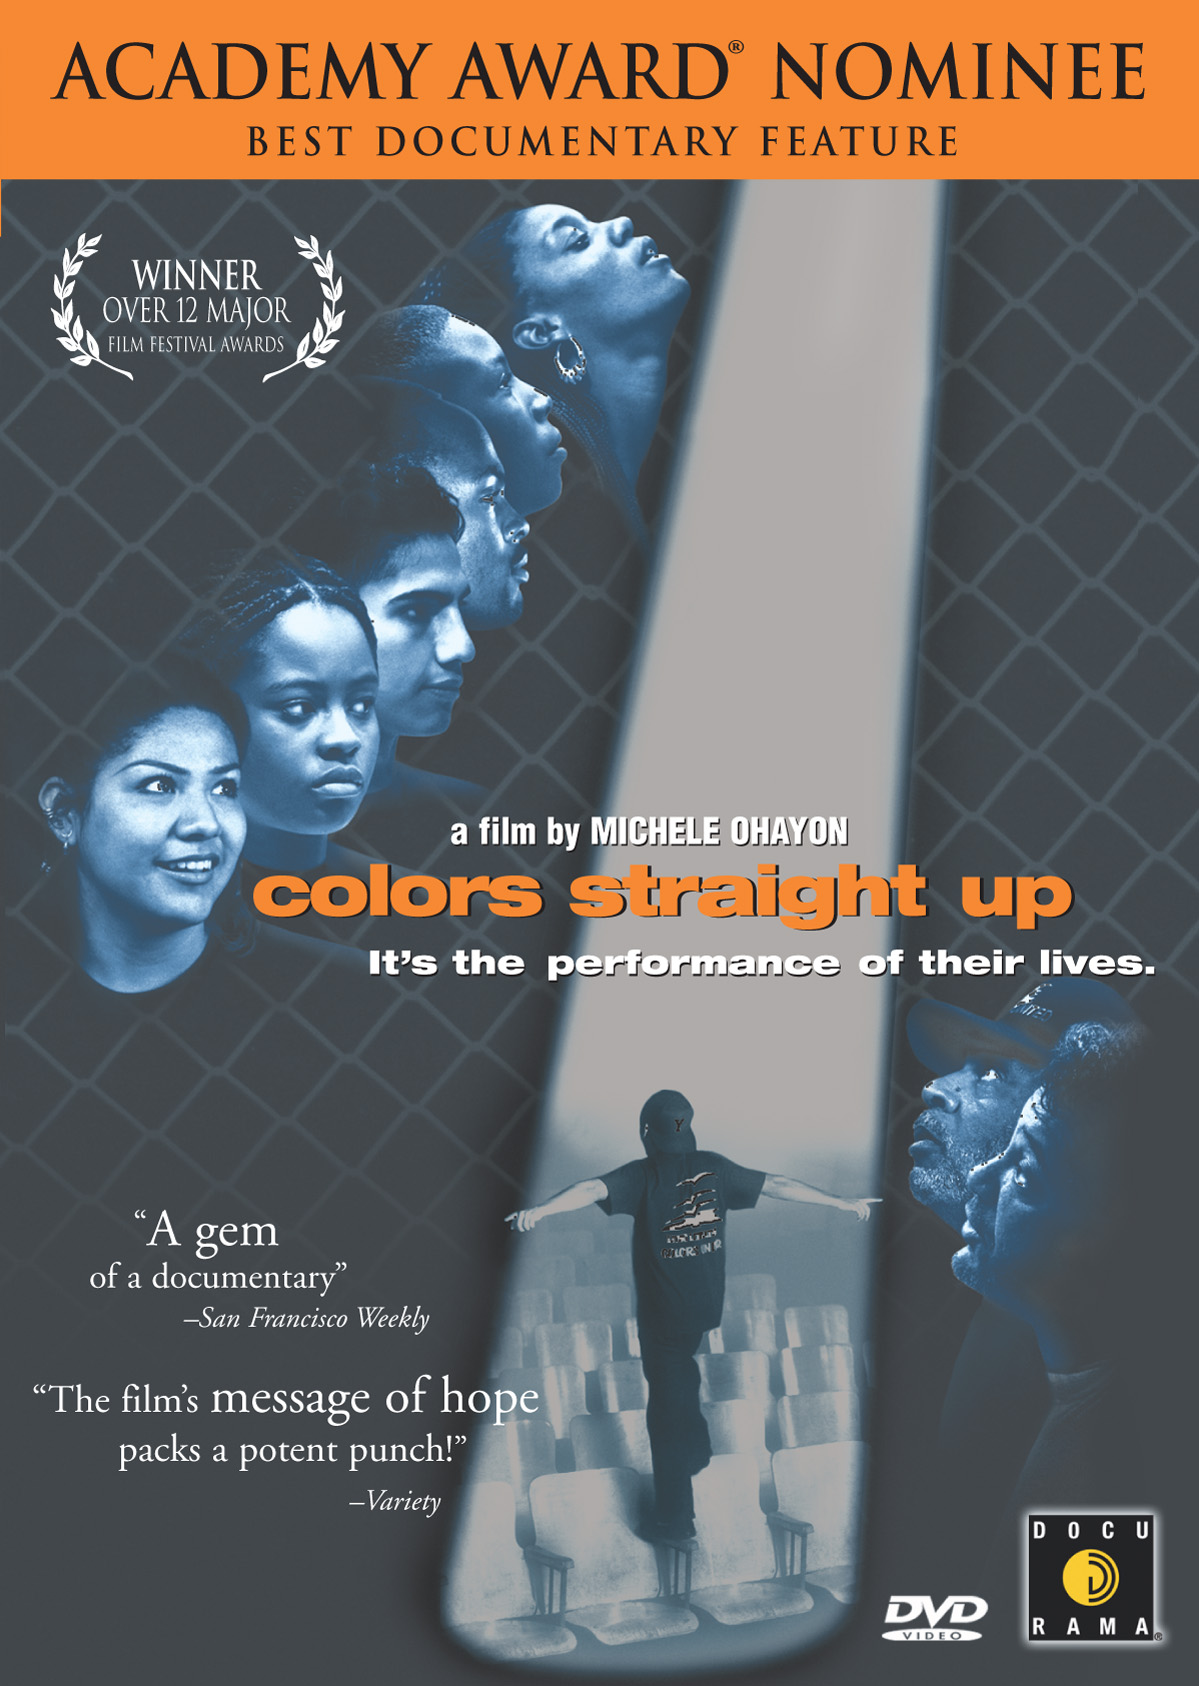 ACADEMY AWARD® NOMINEE
BEST DOCUMENTARY FEATURE
WINNER
OVER 12 MAJOR
FILM FESTIVAL AWARDS
a film by MICHELE OHAYON
colors straight up
It's the performance of their lives.
Y
“A gem
of a documentary”
–San Francisco Weekly
“The film’s message of hope
packs a potent punch!”
–Variety
DVD
VIDEO
DOCU
RAMA®